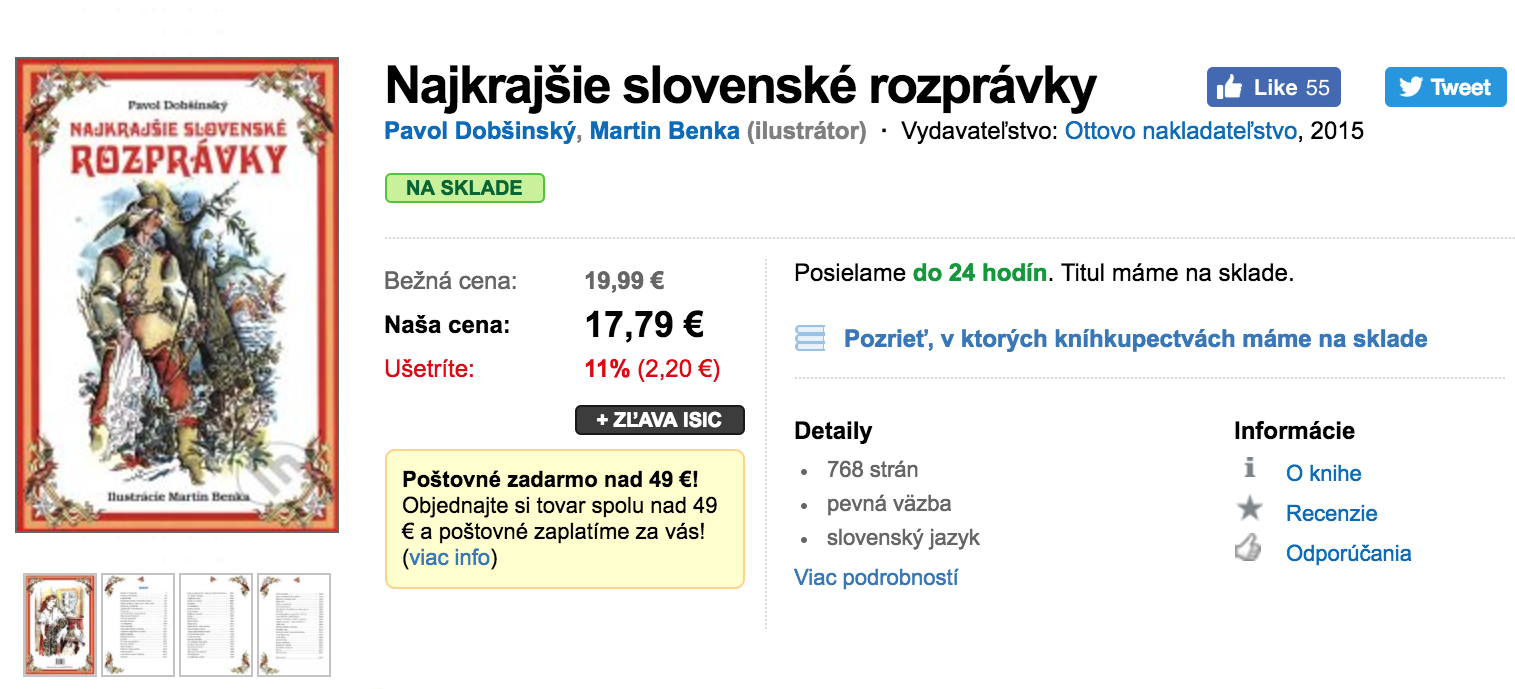 Pavol Dobšinský
NAJKRAJŠIE SLOVENSKÉ
ROZPRÁVKY
Ilustrácie Martin Benka
Najkrajšie slovenské rozprávky
Like 55
Tweet
Pavol Dobšinský, Martin Benka (ilustrátor) · Vydavateľstvo: Ottovo nakladateľstvo, 2015
NA SKLADE
Bežná cena: 19,99 €
Naša cena: 17,79 €
Ušetríte: 11% (2,20 €)
+ ZĽAVA ISIC
Poštovné zadarmo nad 49 €!
Objednajte si tovar spolu nad 49
€ a poštovné zaplatíme za vás!
(viac info)
Posielame do 24 hodín. Titul máme na sklade.
Pozrieť, v ktorých kníhkupectvách máme na sklade
Detaily
• 768 strán
• pevná väzba
• slovenský jazyk
Viac podrobností
Informácie
O knihe
Recenzie
Odporúčania